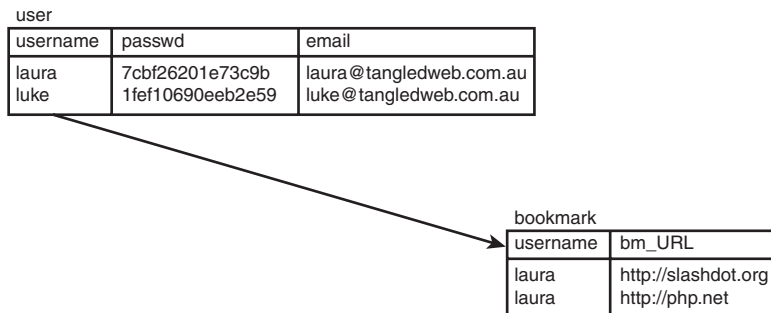 user
username passwd email
laura 7cbf26201e73c9b laura@tangledweb.com.au
luke 1fef10690eeb2e59 luke@tangledweb.com.au
bookmark
username bm_URL
laura http://slashdot.org
laura http://php.net